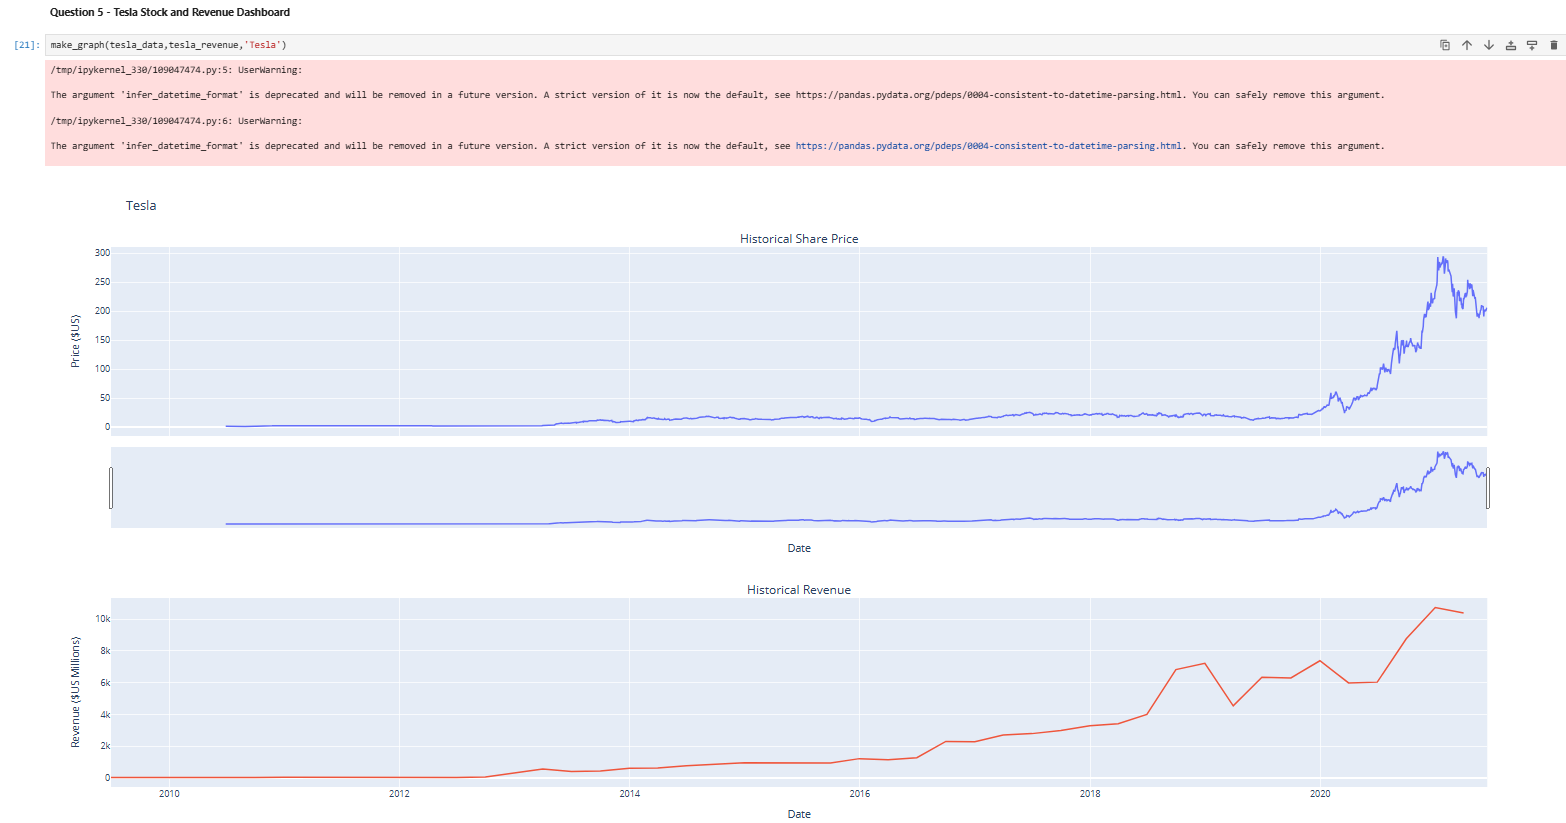 Question 5 - Tesla Stock and Revenue Dashboard
[21]: make_graph(tesla_data,tesla_revenue,'Tesla')
/tmp/ipykernel_330/109047474.py:5: UserWarning:
The argument 'infer_datetime_format' is deprecated and will be removed in a future version. A strict version of it is now the default, see https://pandas.pydata.org/pdeps/0004-consistent-to-datetime-parsing.html. You can safely remove this argument.
/tmp/ipykernel_330/109047474.py:6: UserWarning:
The argument 'infer_datetime_format' is deprecated and will be removed in a future version. A strict version of it is now the default, see https://pandas.pydata.org/pdeps/0004-consistent-to-datetime-parsing.html. You can safely remove this argument.
Tesla
Historical Share Price
Price ($US)
300
250
200
150
100
50
0
Date
Historical Revenue
Revenue ($US Millions)
10k
8k
6k
4k
2k
0
2010 2012 2014 2016 2018 2020
Date